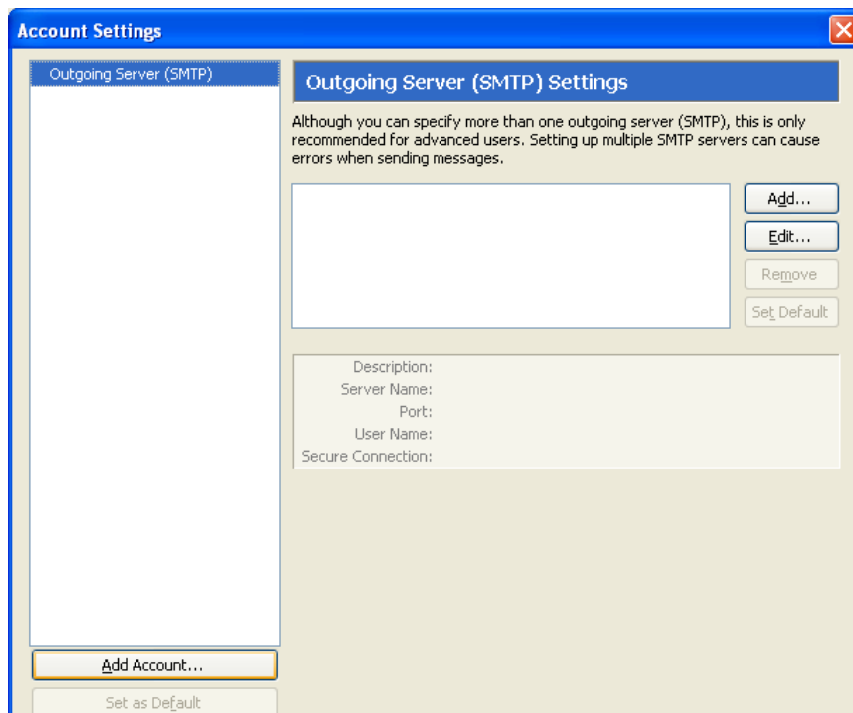 Account Settings
Outgoing Server (SMTP)
Outgoing Server (SMTP) Settings
Although you can specify more than one outgoing server (SMTP), this is only
recommended for advanced users. Setting up multiple SMTP servers can cause
errors when sending messages.
Add...
Edit...
Remove
Set Default
Description:
Server Name:
Port:
User Name:
Secure Connection:
Add Account...
Set as Default